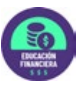 EDUCACIÓN
FINANCIERA
$ $ $